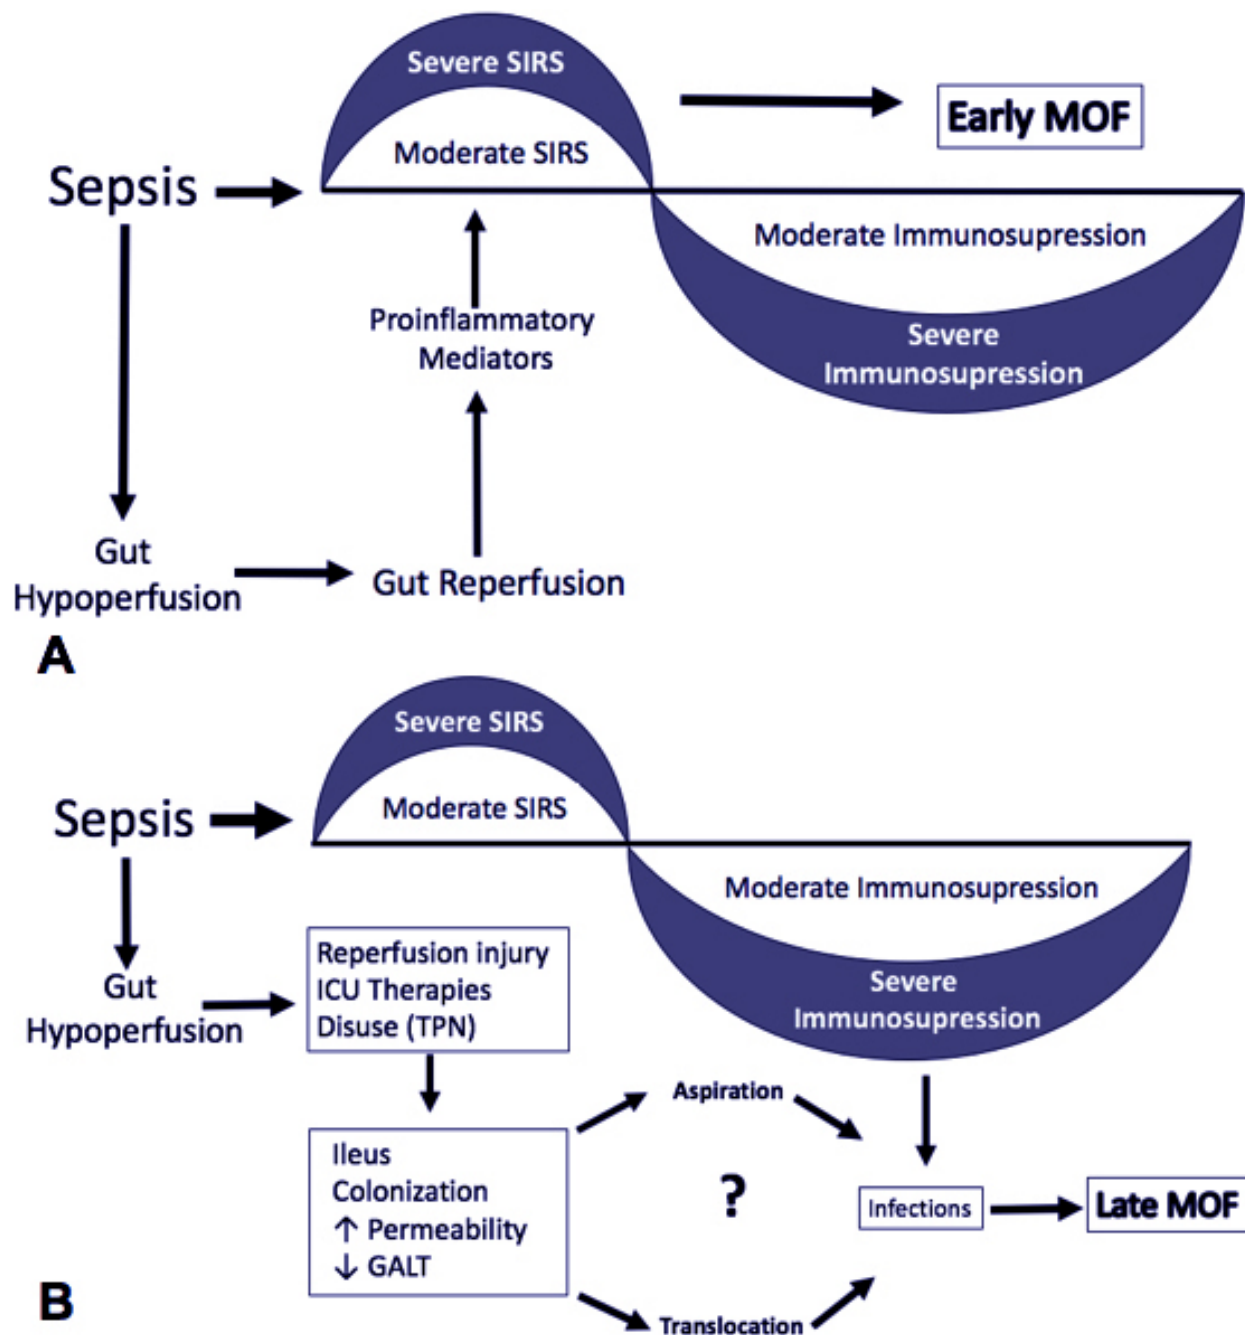 Severe SIRS
Moderate SIRS
Early MOF
Sepsis
Moderate Immunosupression
Proinflammatory
Mediators
Severe
Immunosupression
Gut
Hypoperfusion
Gut Reperfusion
A
Severe SIRS
Moderate SIRS
Sepsis
Moderate Immunosupression
Reperfusion injury
ICU Therapies
Disuse (TPN)
Gut
Hypoperfusion
Severe
Immunosupression
Aspiration
Ileus
Colonization
↑ Permeability
↓ GALT
?
Infections
Late MOF
Translocation
B